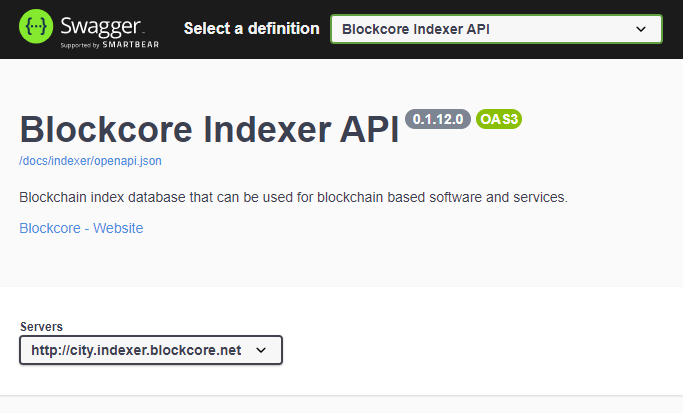 Swagger
Supported by SMARTBEAR
Select a definition
Blockcore Indexer API
Blockcore Indexer API 0.1.12.0 OAS3
/docs/indexer/openapi.json
Blockchain index database that can be used for blockchain based software and services.
Blockcore - Website
Servers
http://city.indexer.blockcore.net